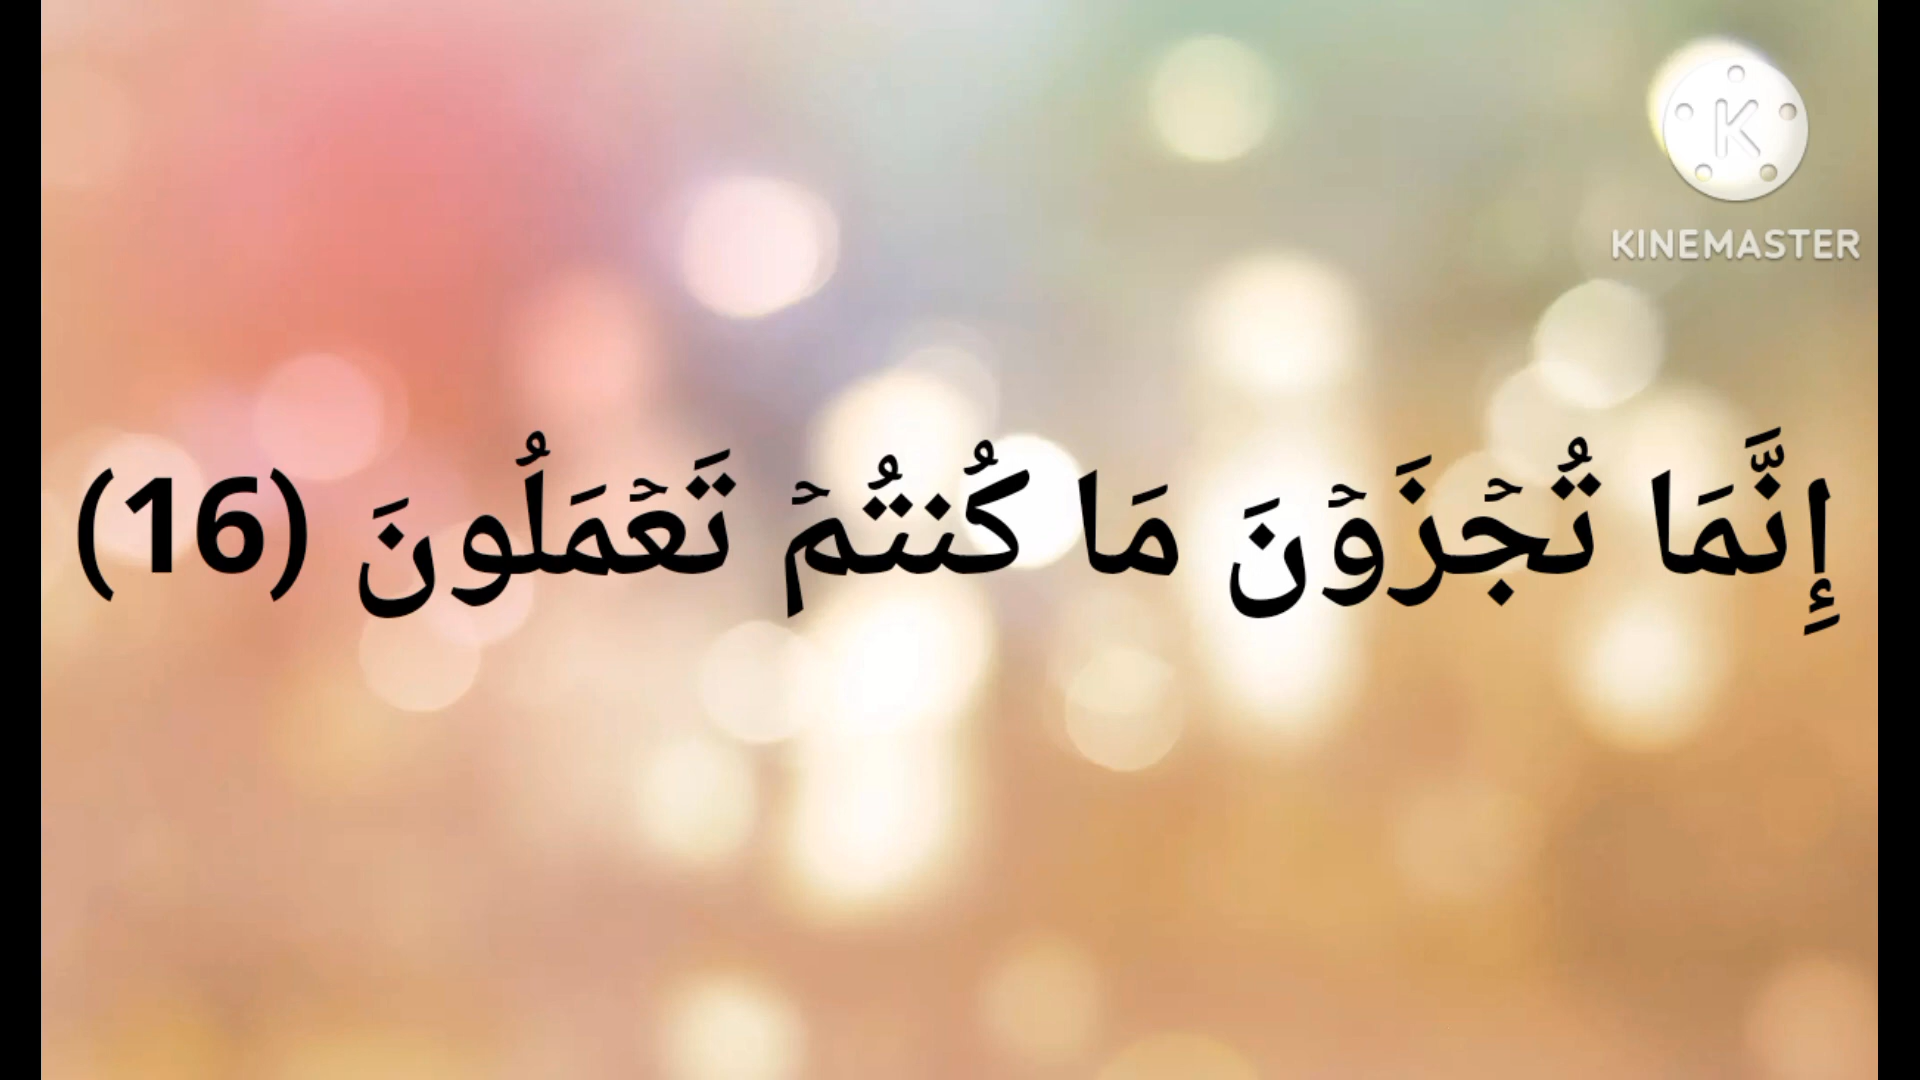 KINEMASTER
إِنَّمَا تُجۡزَوۡنَ مَا كُنتُمۡ تَعۡمَلُونَ (16)